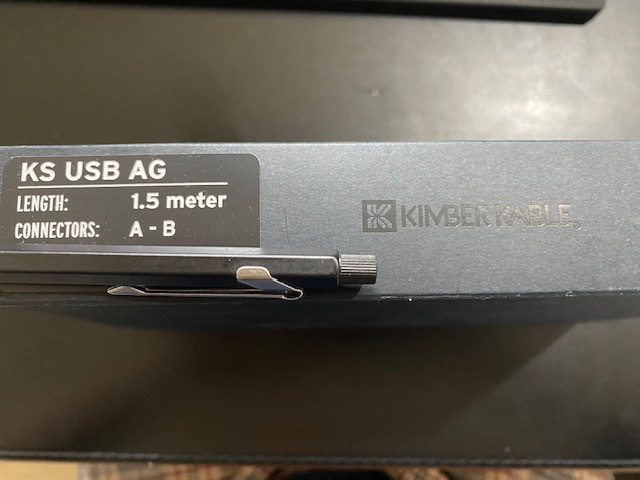 KS USB AG
LENGTH: 1.5 meter
CONNECTORS: A - B
KIMBER KABLE